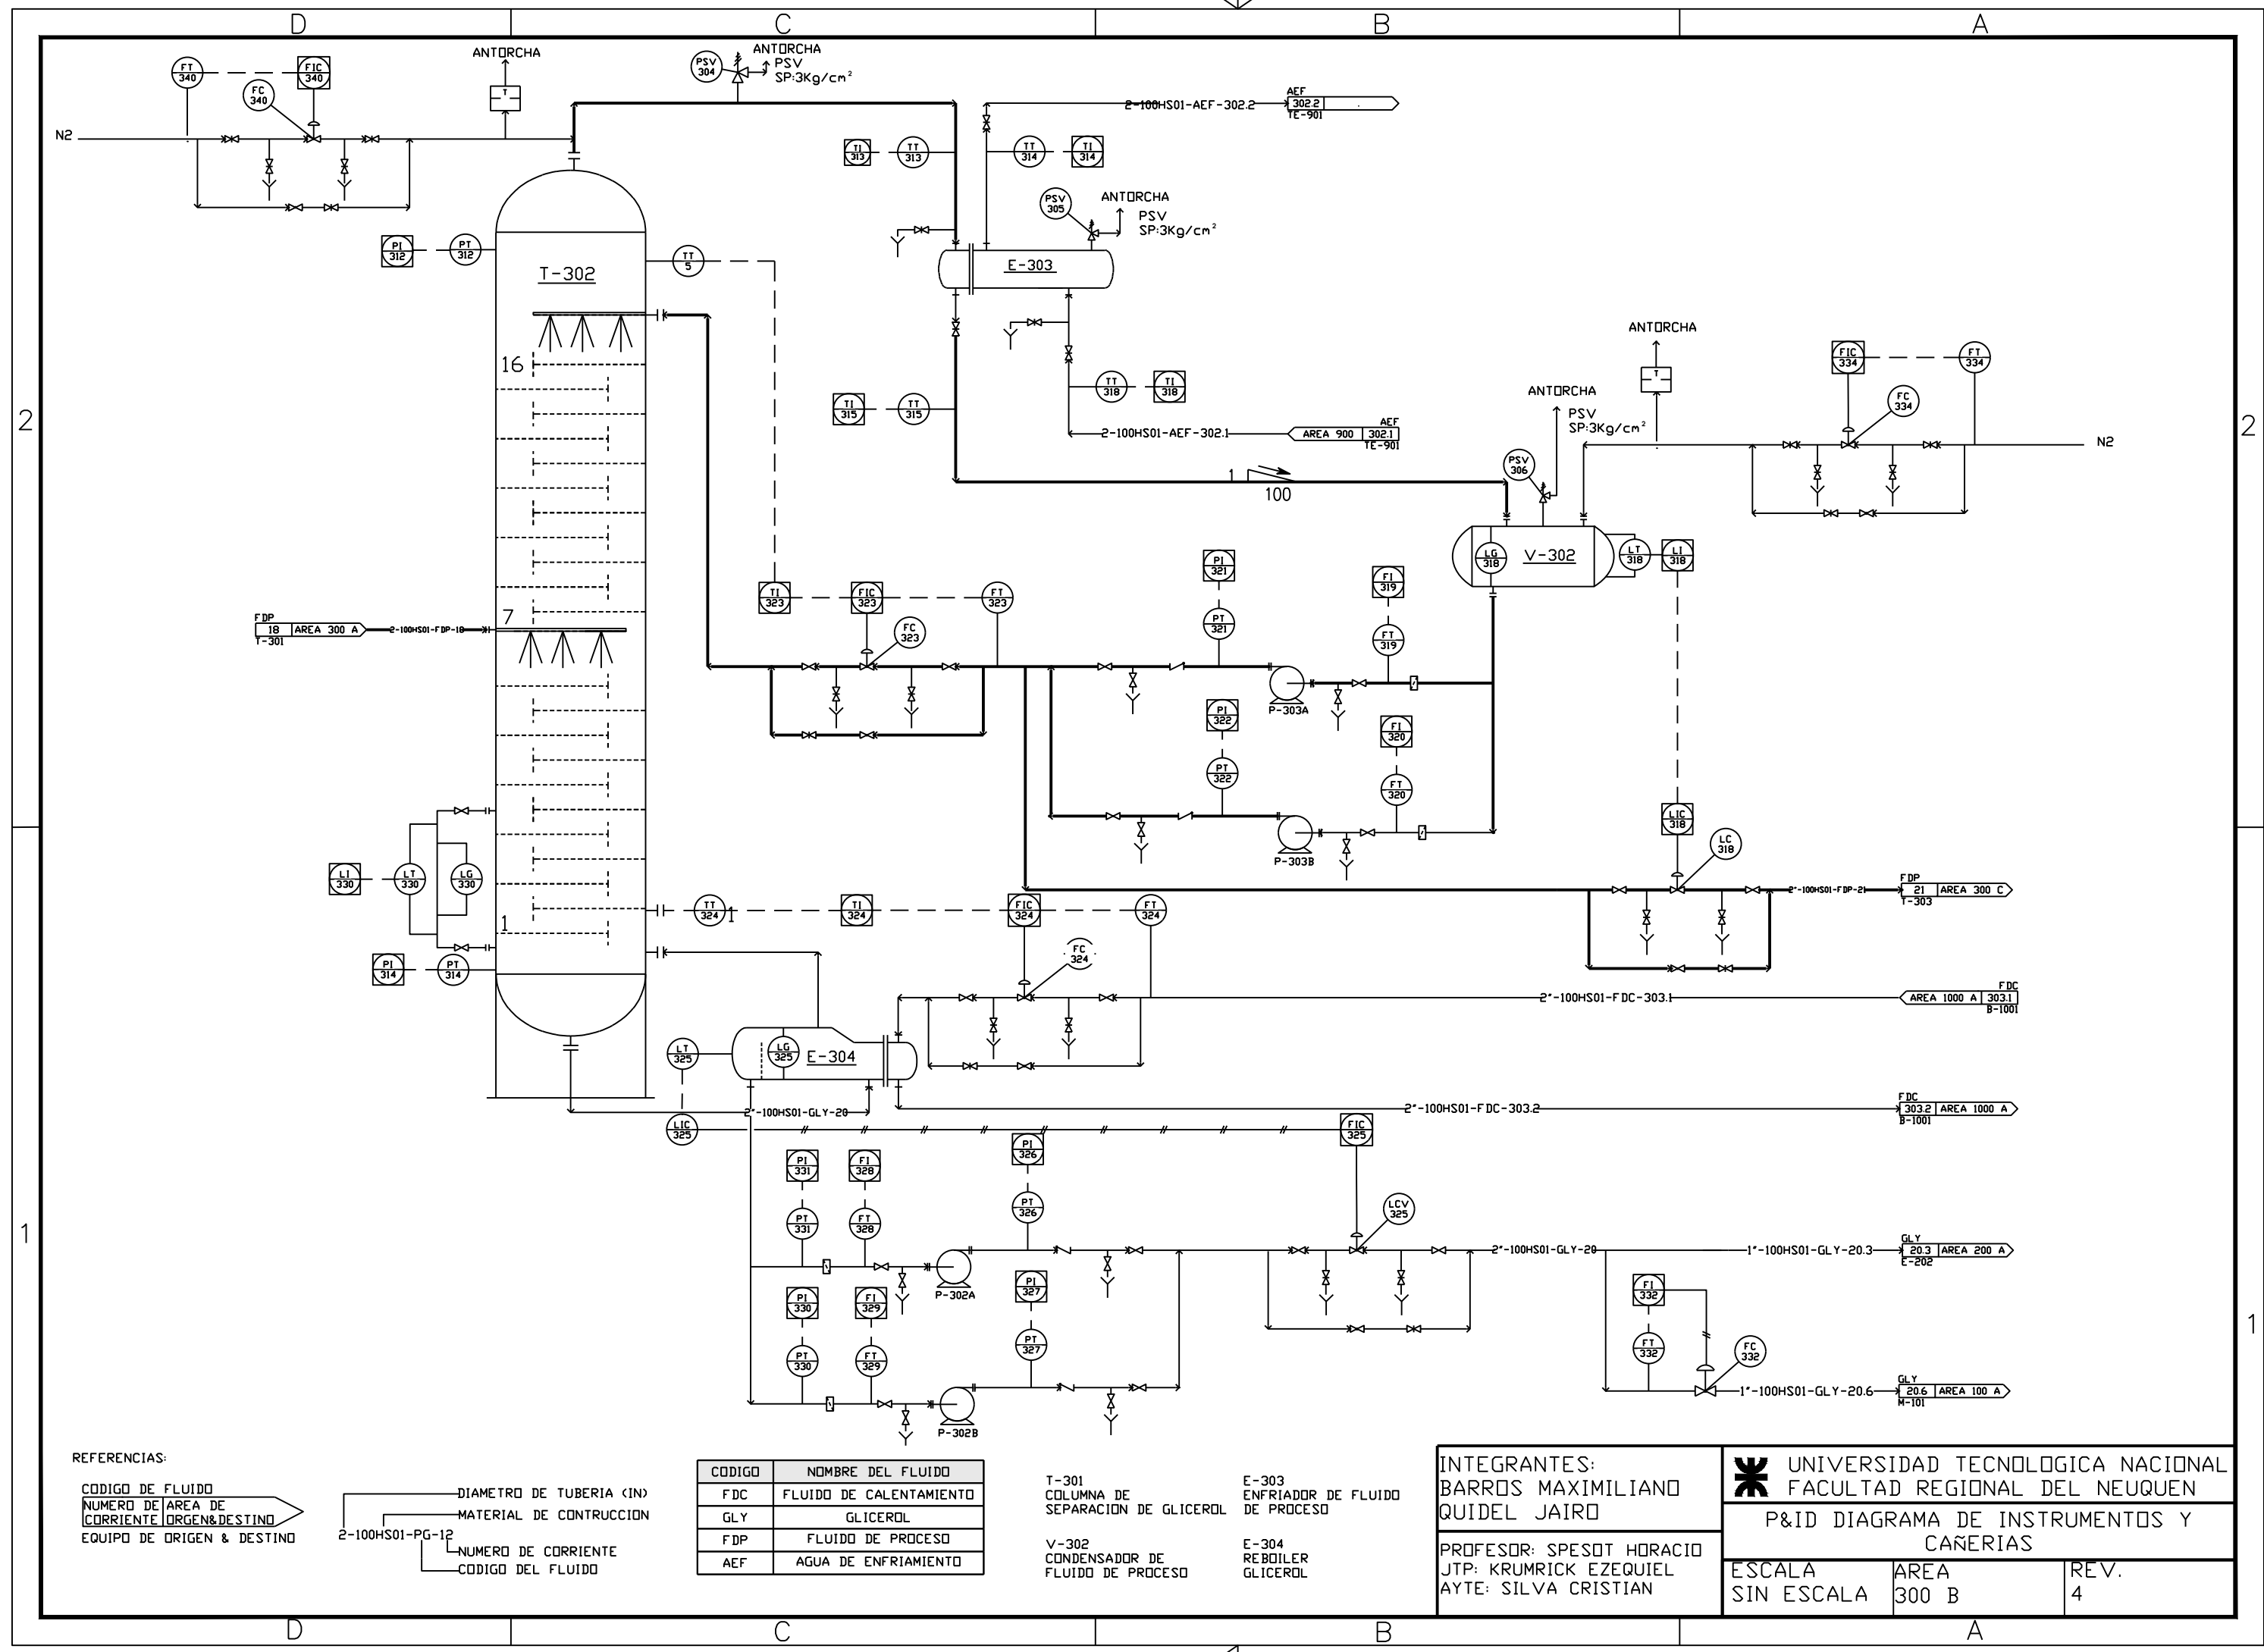 D
C
B
A
ANTORCHA
ANTORCHA
PSV
SP:3Kg/cm²
PSV
304
FT
340
FIC
340
FC
340
T
N2
AEF
302.2
TE-901
2-100HS01-AEF-302.2
TI
313
TT
313
TT
314
TI
314
PSV
305
ANTORCHA
PSV
SP:3Kg/cm²
PI
312
PT
312
T-302
TT
5
E-303
ANTORCHA
T
FIC
334
FT
334
FC
334
16
TT
318
TI
318
TI
315
TT
315
ANTORCHA
PSV
SP:3Kg/cm²
2
2
2-100HS01-AEF-302.1
AEF
AREA 900
302.1
TE-901
N2
PSV
306
1
100
LG
318
V-302
LT
318
LI
318
PI
321
FI
319
TI
323
FIC
323
FT
323
7
FC
323
PT
321
FT
319
FDP
18
AREA 300 A
T-301
2-100HS01-FDP-18
P-303A
PI
322
FI
320
PT
322
FT
320
P-303B
LIC
318
LC
318
LI
330
LT
330
LG
330
2"-100HS01-FDP-21
FDP
21
AREA 300 C
T-303
1
TT
324
1
TI
324
FIC
324
FT
324
FC
324
PI
314
PT
314
2"-100HS01-FDC-303.1
FDC
AREA 1000 A
303.1
B-1001
LT
325
LG
325
E-304
2"-100HS01-GLY-20
2"-100HS01-FDC-303.2
FDC
303.2
AREA 1000 A
B-1001
LIC
325
FIC
325
PI
331
FI
328
PI
326
PT
331
FT
328
PT
326
LCV
325
1
1
P-302A
2"-100HS01-GLY-20
1"-100HS01-GLY-20.3
GLY
20.3
AREA 200 A
E-202
PI
330
FI
329
PI
327
FI
332
PT
330
FT
329
PT
327
FT
332
FC
332
P-302B
1"-100HS01-GLY-20.6
GLY
20.6
AREA 100 A
M-101
REFERENCIAS:
CODIGO DE FLUIDO
NUMERO DE CORRIENTE
AREA DE ORGEN&DESTINO
EQUIPO DE ORIGEN & DESTINO
DIAMETRO DE TUBERIA (IN)
MATERIAL DE CONTRUCCION
2-100HS01-PG-12
NUMERO DE CORRIENTE
CODIGO DEL FLUIDO
CODIGO NOMBRE DEL FLUIDO
FDC FLUIDO DE CALENTAMIENTO
GLY GLICEROL
FDP FLUIDO DE PROCESO
AEF AGUA DE ENFRIAMIENTO
T-301
COLUMNA DE
SEPARACION DE GLICEROL
E-303
ENFRIADOR DE FLUIDO
DE PROCESO
V-302
CONDENSADOR DE
FLUIDO DE PROCESO
E-304
REBOILER
GLICEROL
INTEGRANTES:
BARROS MAXIMILIANO
QUIDEL JAIRO
PROFESOR: SPESOT HORACIO
JTP: KRUMRICK EZEQUIEL
AYTE: SILVA CRISTIAN
UNIVERSIDAD TECNOLOGICA NACIONAL
FACULTAD REGIONAL DEL NEUQUEN
P&ID DIAGRAMA DE INSTRUMENTOS Y
CAÑERIAS
ESCALA
SIN ESCALA
AREA
300 B
REV.
4
D
C
B
A